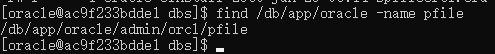 [oracle@ac9f233bdde1 dbs]$ find /db/app/oracle -name pfile
/db/app/oracle/admin/orcl/pfile
[oracle@ac9f233bdde1 dbs]$